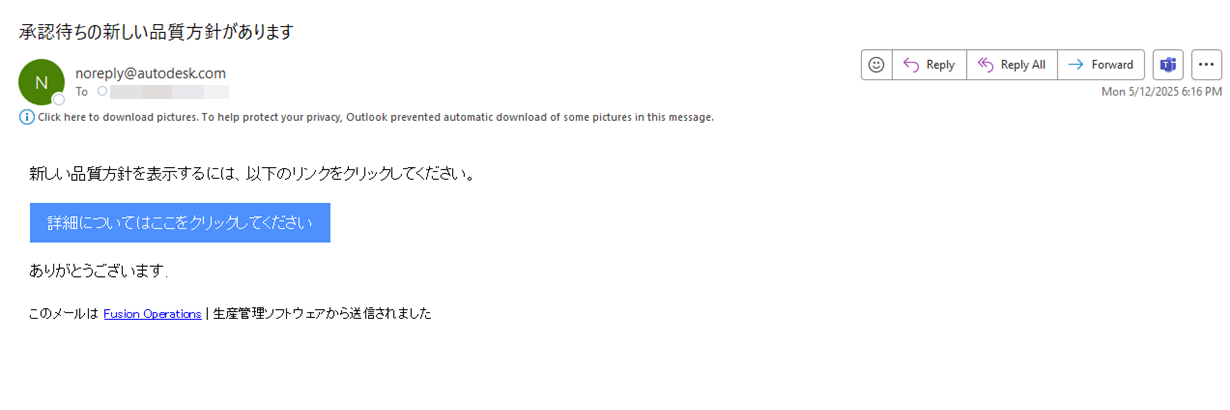 承認待ちの新しい品質方針があります
N
noreply@autodesk.com
To
Reply
Reply All
Forward
Mon 5/12/2025 6:16 PM
Click here to download pictures. To help protect your privacy, Outlook prevented automatic download of some pictures in this message.
新しい品質方針を表示するには、以下のリンクをクリックしてください。
詳細についてはここをクリックしてください
ありがとうございます.
このメールは Fusion Operations | 生産管理ソフトウェアから送信されました